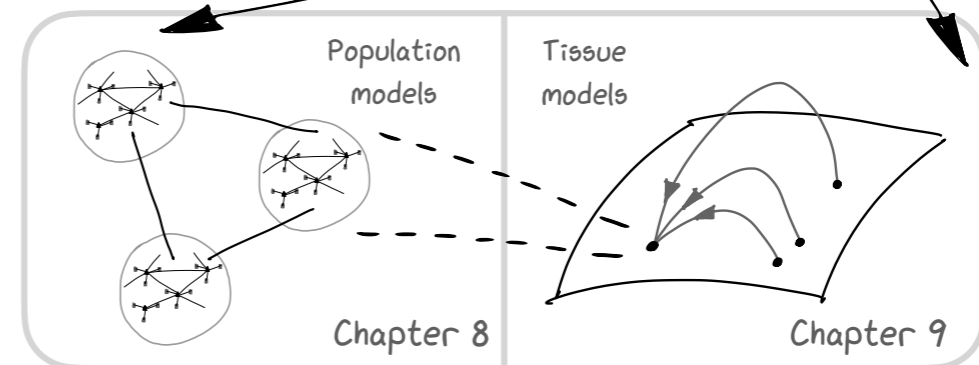 Population
models
Tissue
models
Chapter 8
Chapter 9